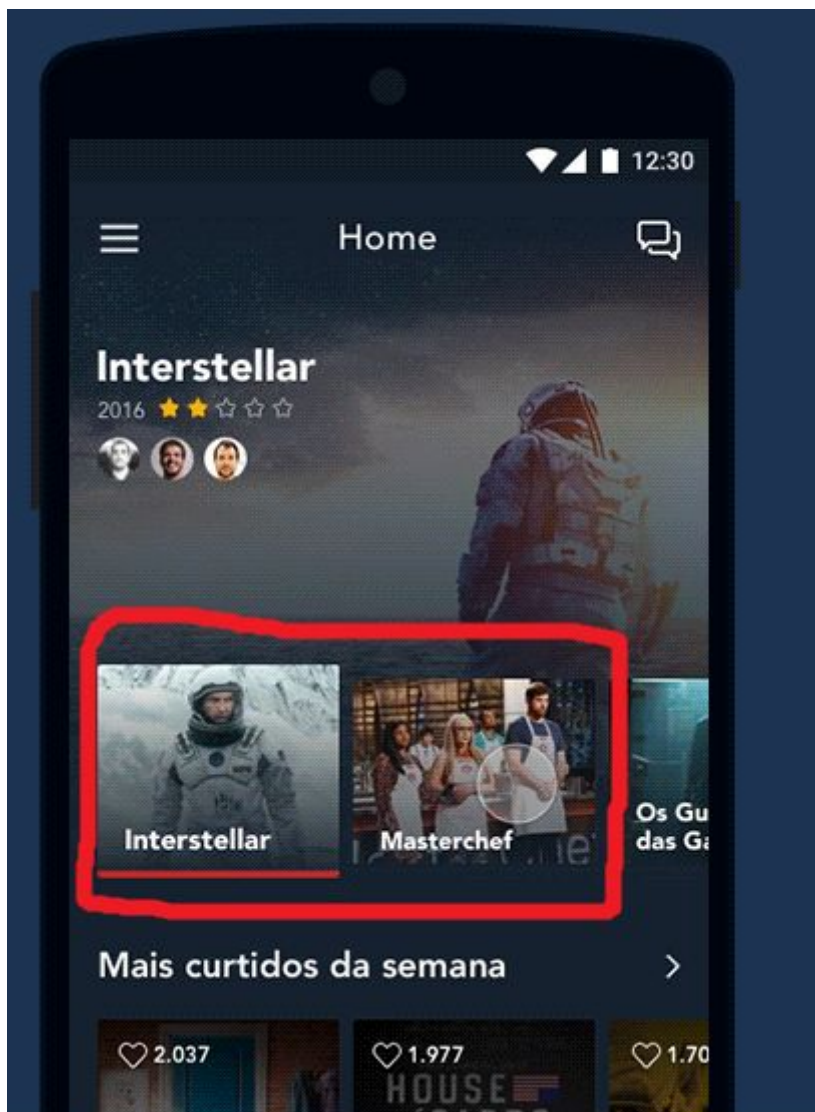 12:30
Home
Interstellar
2016
Interstellar
Masterchef
Os Gu
das Ga
Mais curtidos da semana
2.037
1.977
1.70
HOUSE